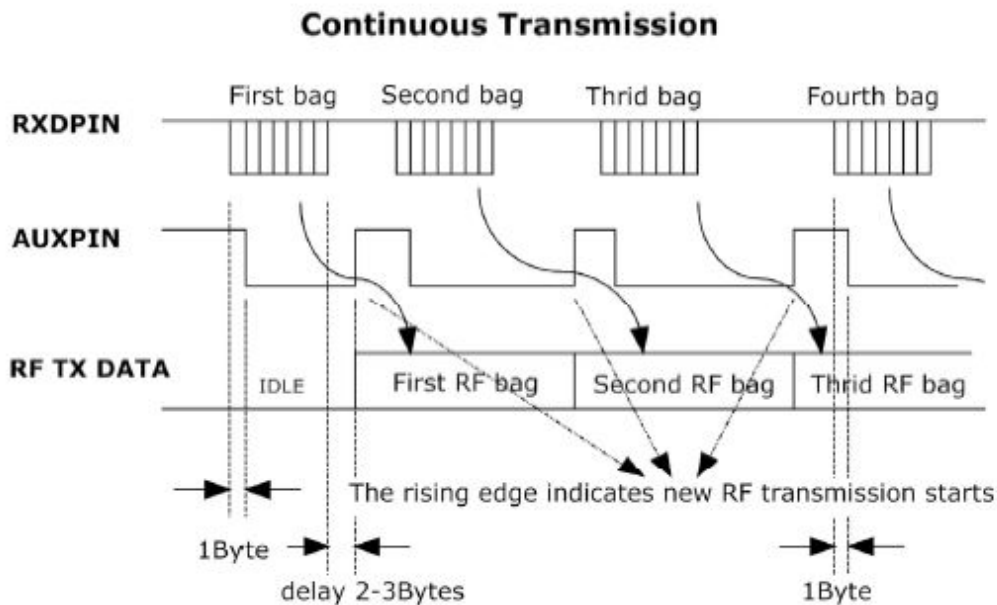 Continuous Transmission
First bag Second bag Thrid bag Fourth bag
RXDPIN
AUXPIN
RF TX DATA
IDLE First RF bag Second RF bag Thrid RF bag
The rising edge indicates new RF transmission starts
1Byte
delay 2-3Bytes
1Byte